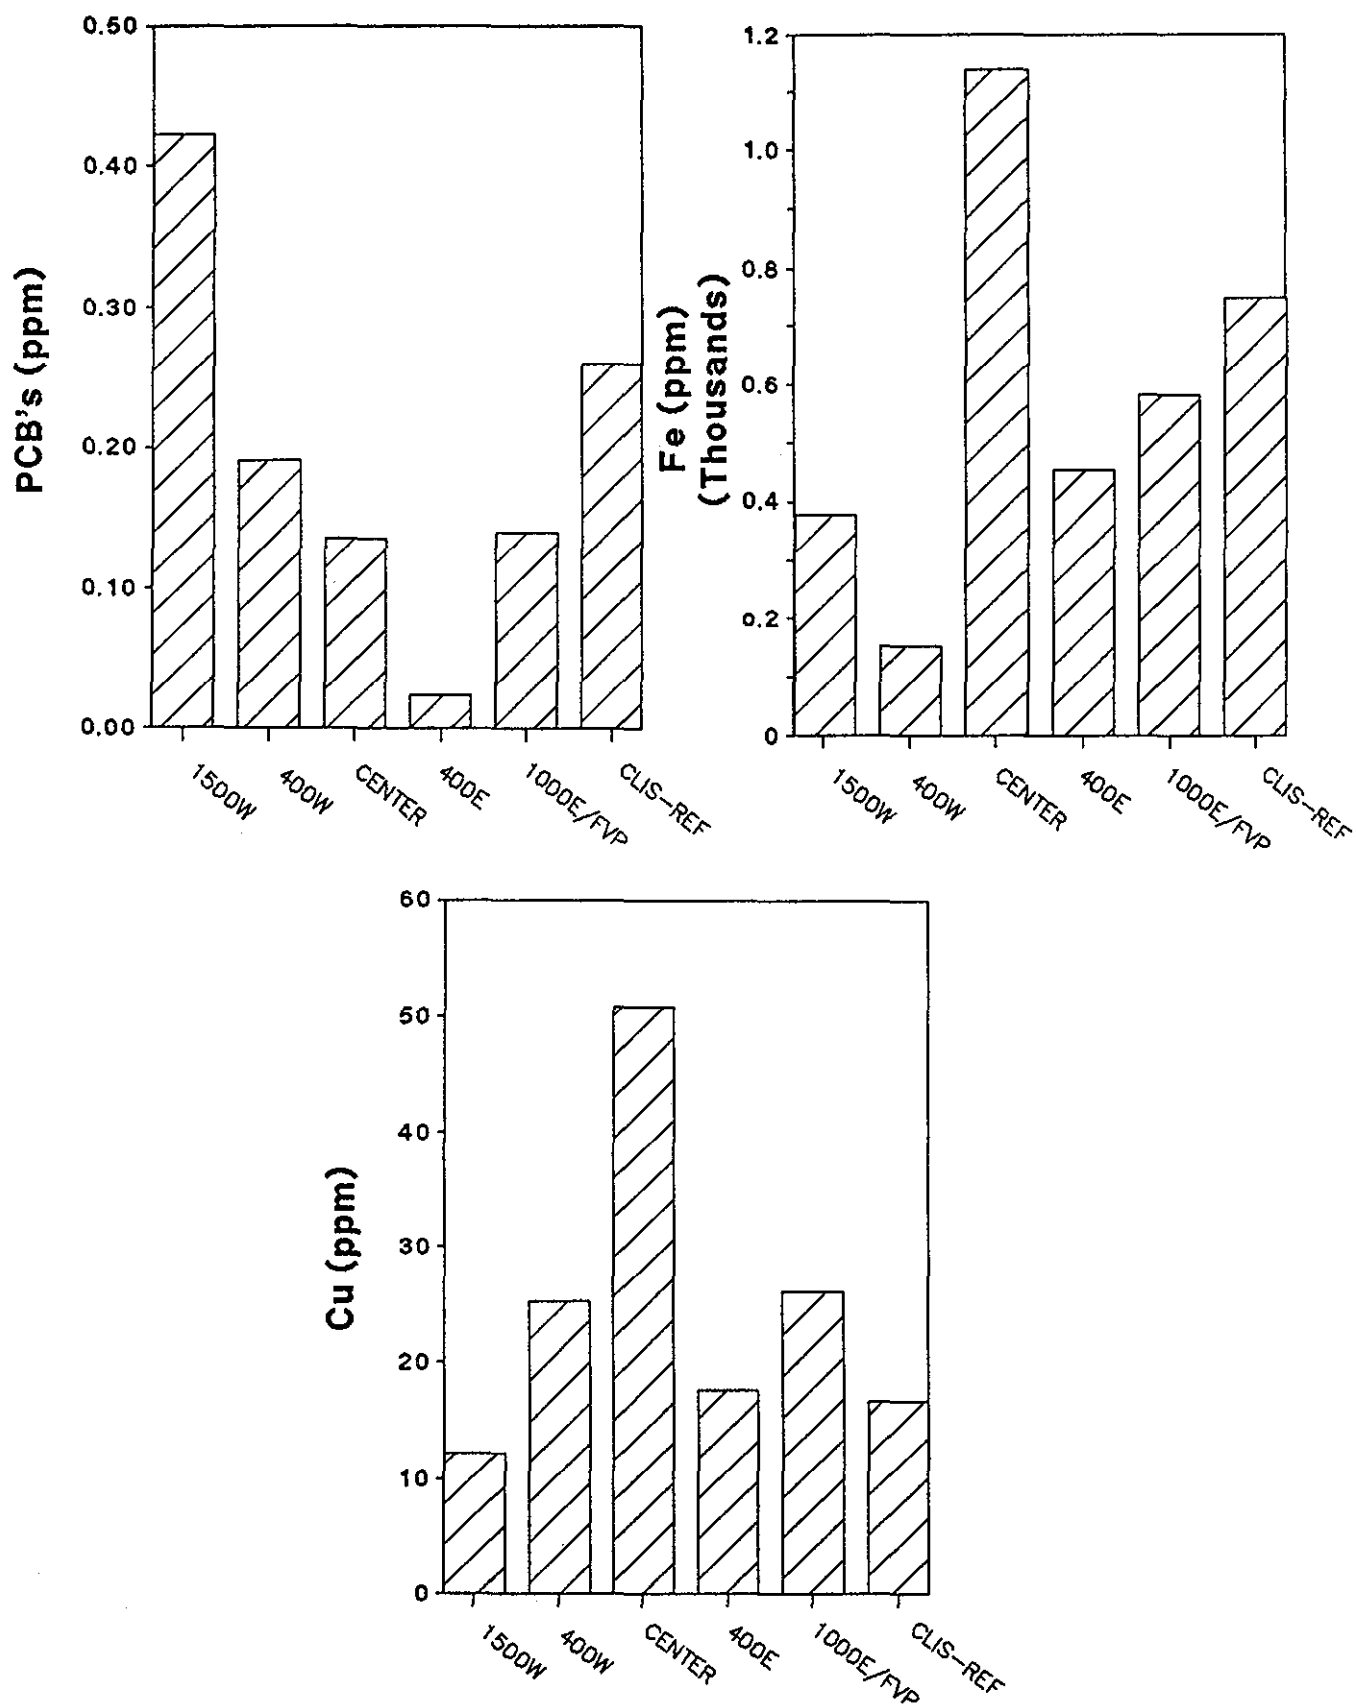 PCB's (ppm)
0.50
0.40
0.30
0.20
0.10
0.00
1500W
400W
CENTER
400E
1000E/FVP
CLIS-REF
Fe (ppm)
(Thousands)
1.2
1.0
0.8
0.6
0.4
0.2
0
1500W
400W
CENTER
400E
1000E/FVP
CLIS-REF
Cu (ppm)
60
50
40
30
20
10
0
1500W
400W
CENTER
400E
1000E/FVP
CLIS-REF